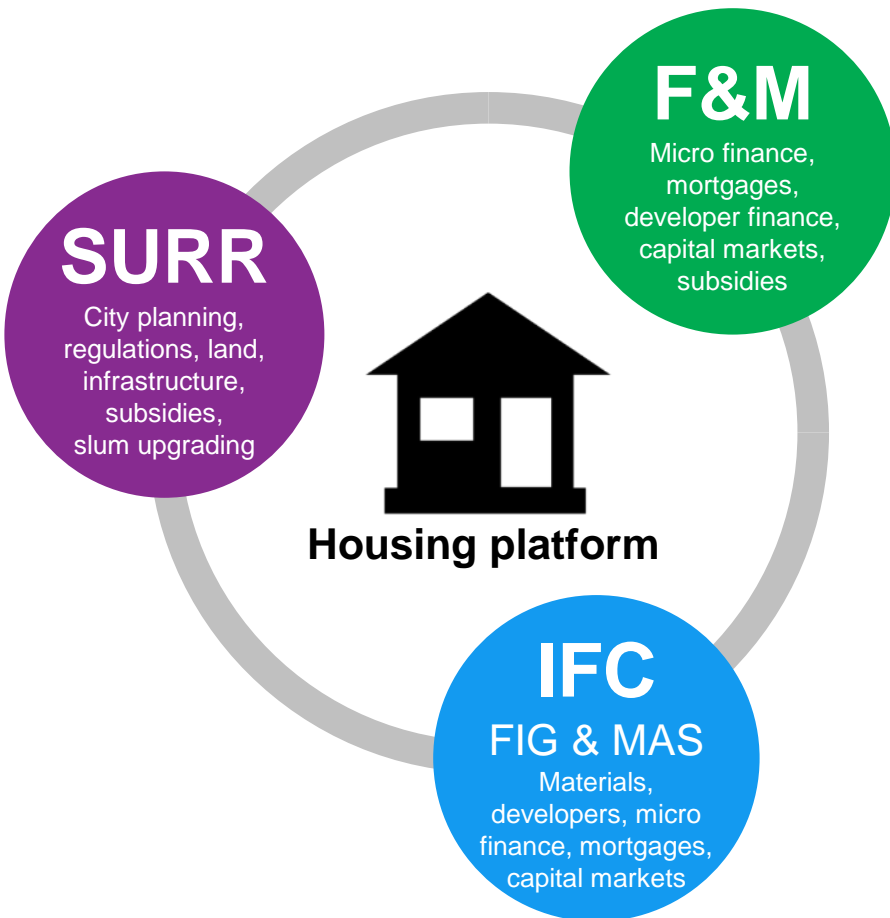 F&M
Micro finance,
mortgages,
developer finance,
capital markets,
subsidies
SURR
City planning,
regulations, land,
infrastructure,
subsidies,
slum upgrading
Housing platform
IFC
FIG & MAS
Materials,
developers, micro
finance, mortgages,
capital markets